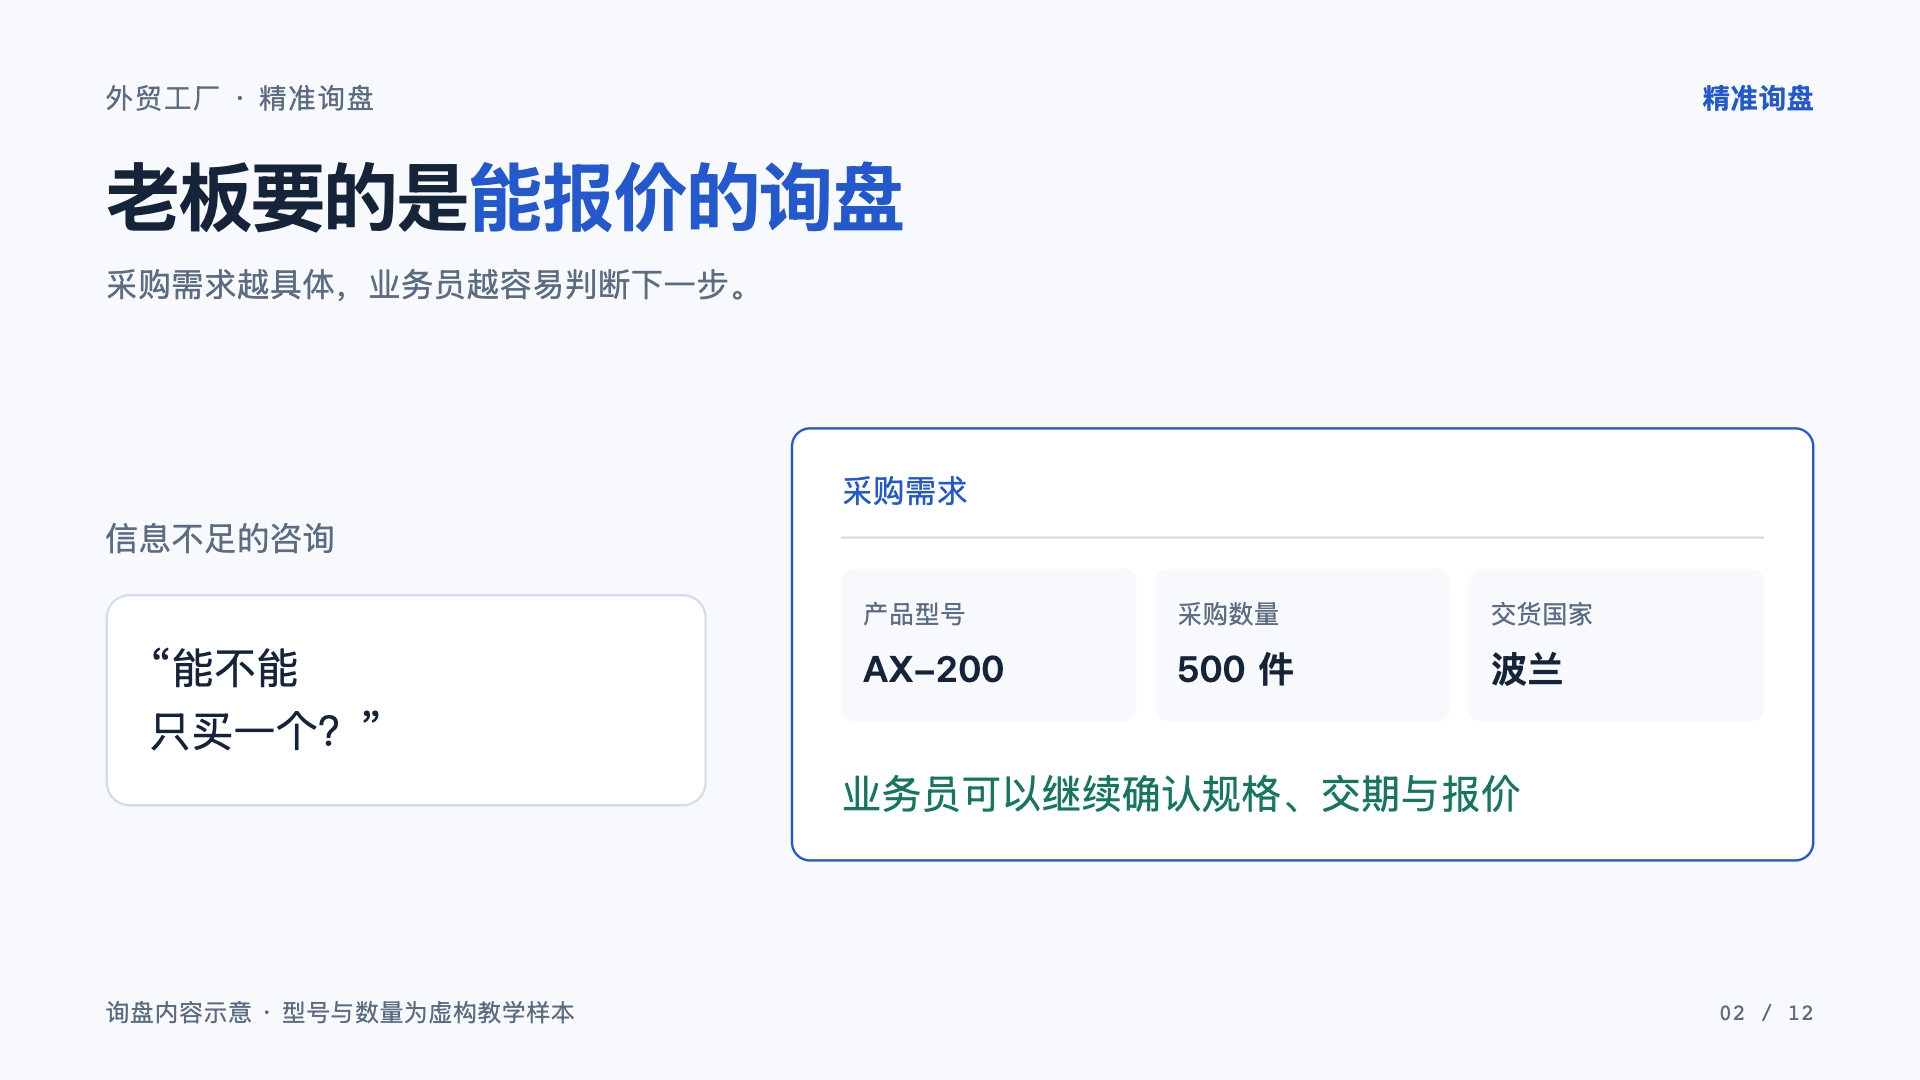 外贸工厂 · 精准询盘
精准询盘
老板要的是能报价的询盘
采购需求越具体，业务员越容易判断下一步。
信息不足的咨询
“能不能
只买一个？”
采购需求
产品型号
AX–200
采购数量
500 件
交货国家
波兰
业务员可以继续确认规格、交期与报价
询盘内容示意 · 型号与数量为虚构教学样本
02 / 12